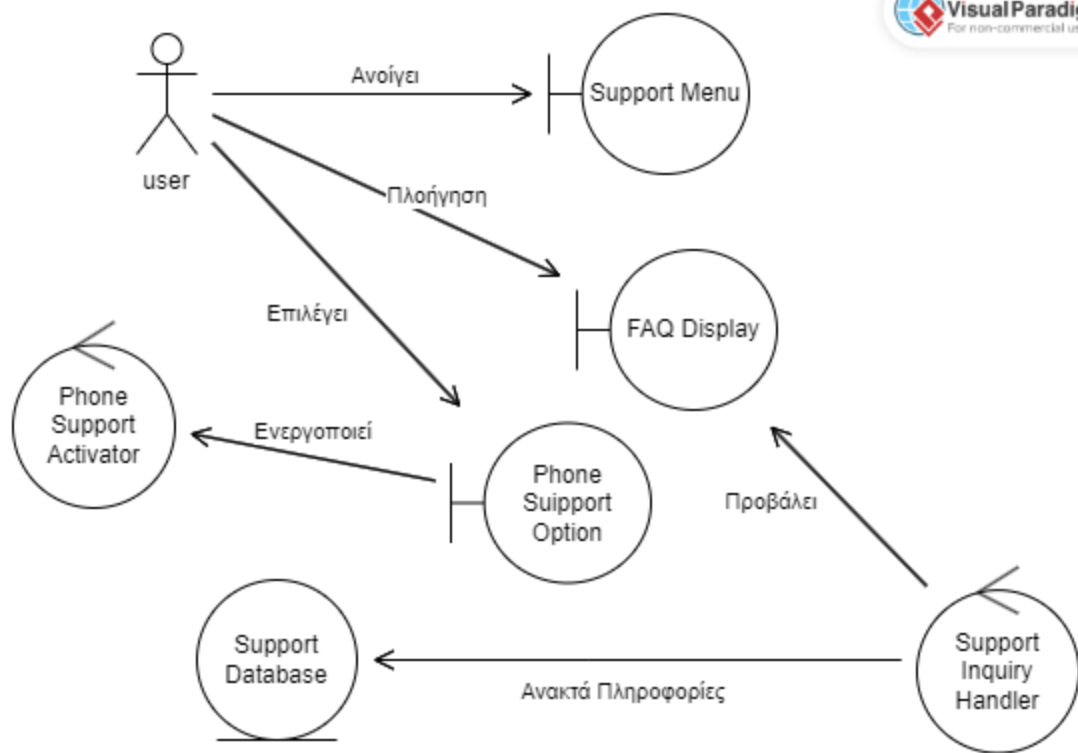 Visual Paradig
For non-commercial us
Ανοίγει
Support Menu
user
Πλοήγηση
Επιλέγει
FAQ Display
Phone
Support
Activator
Ενεργοποιεί
Phone
Suipport
Option
Προβάλει
Support
Database
Ανακτά Πληροφορίες
Support
Inquiry
Handler